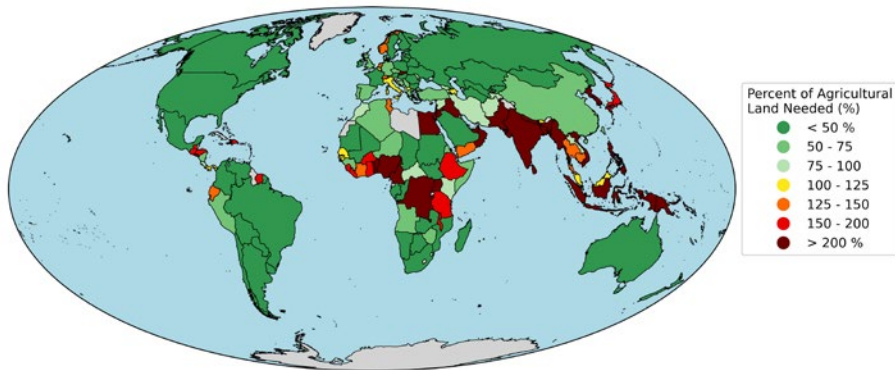 Percent of Agricultural
Land Needed (%)
< 50 %
50 - 75
75 - 100
100 - 125
125 - 150
150 - 200
> 200 %